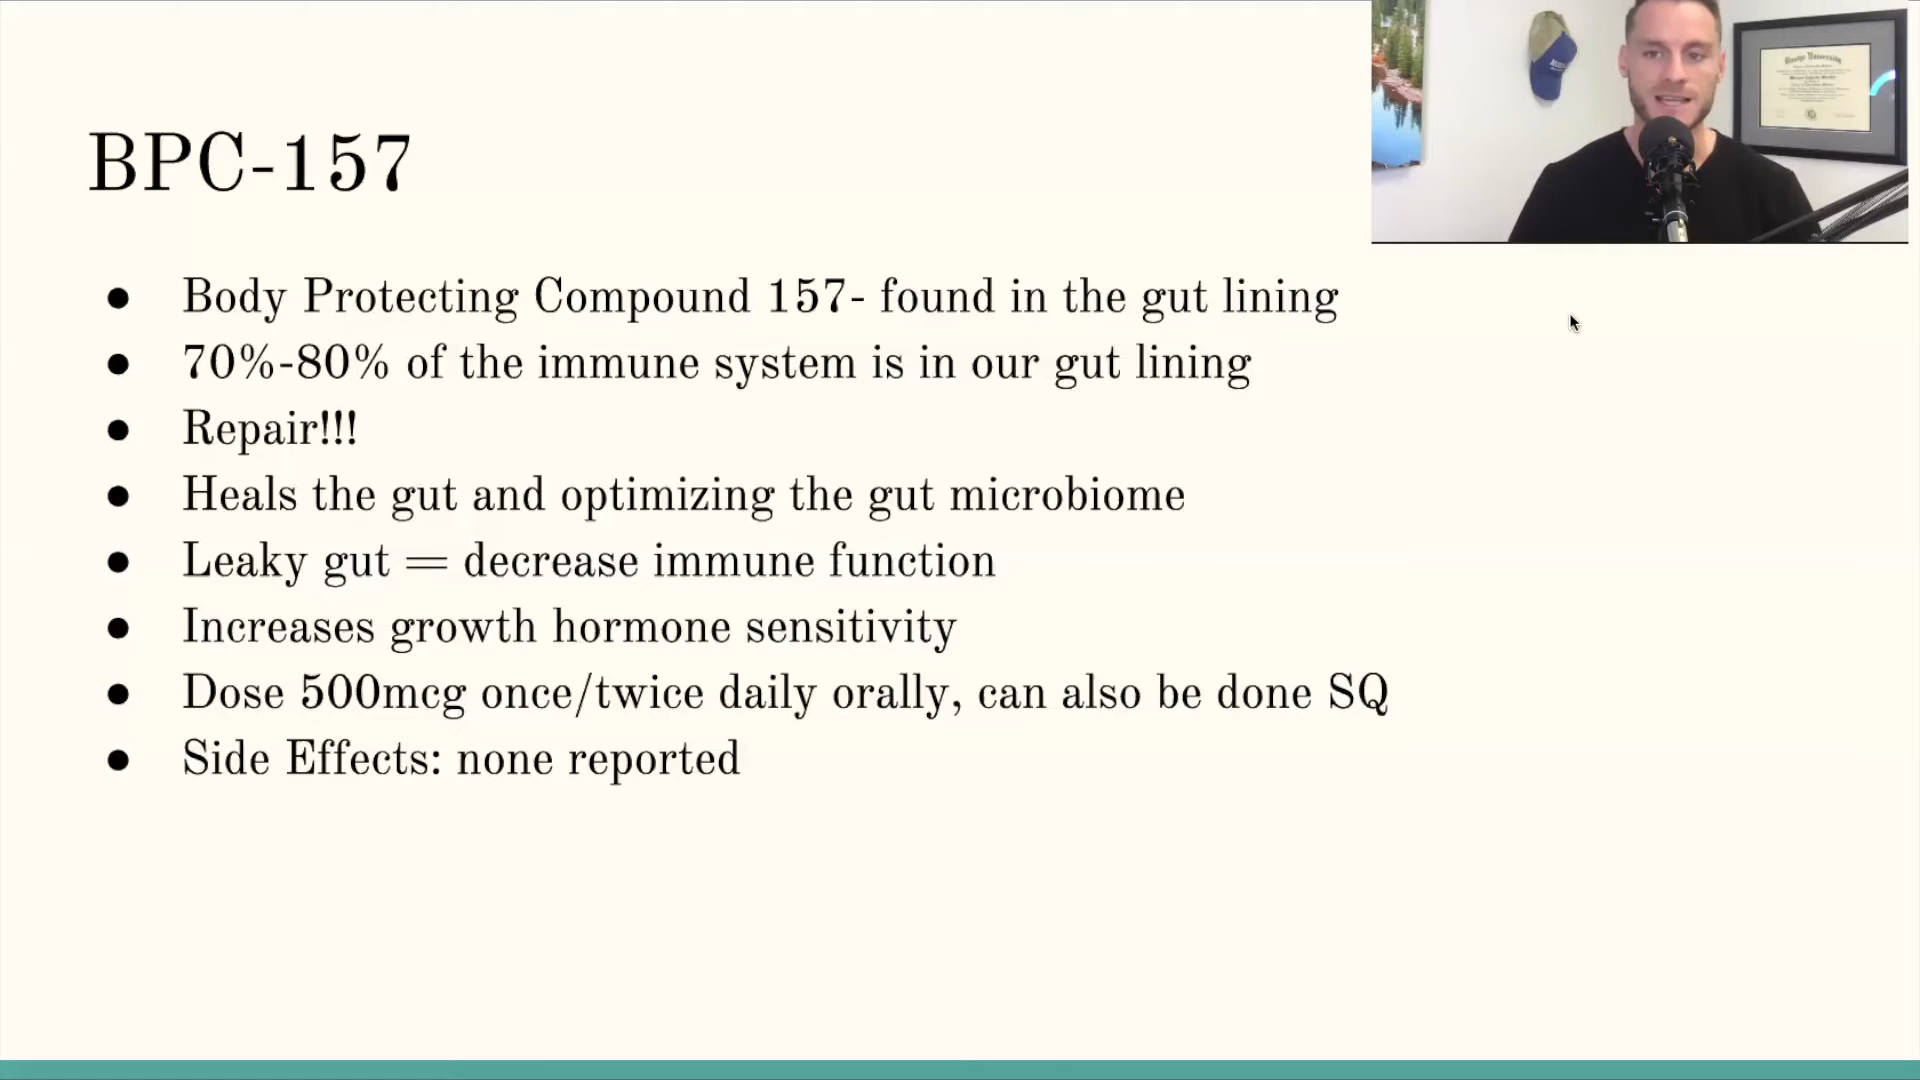 BPC-157
● Body Protecting Compound 157- found in the gut lining
● 70%-80% of the immune system is in our gut lining
● Repair!!!
● Heals the gut and optimizing the gut microbiome
● Leaky gut = decrease immune function
● Increases growth hormone sensitivity
● Dose 500mcg once/twice daily orally, can also be done SQ
● Side Effects: none reported